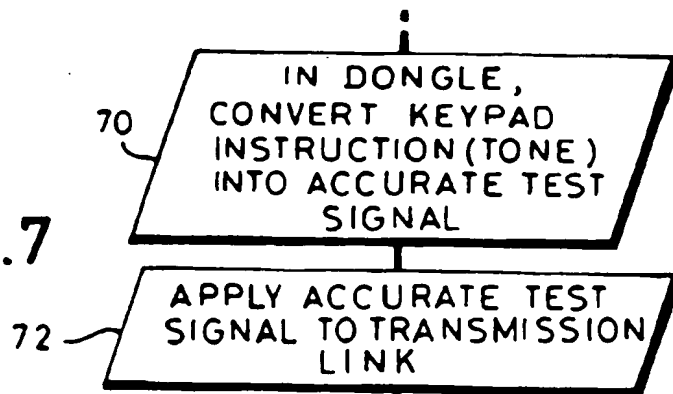 IN DONGLE,
CONVERT KEYPAD
INSTRUCTION (TONE)
INTO ACCURATE TEST
SIGNAL
70
.7
APPLY ACCURATE TEST
SIGNAL TO TRANSMISSION
LINK
72